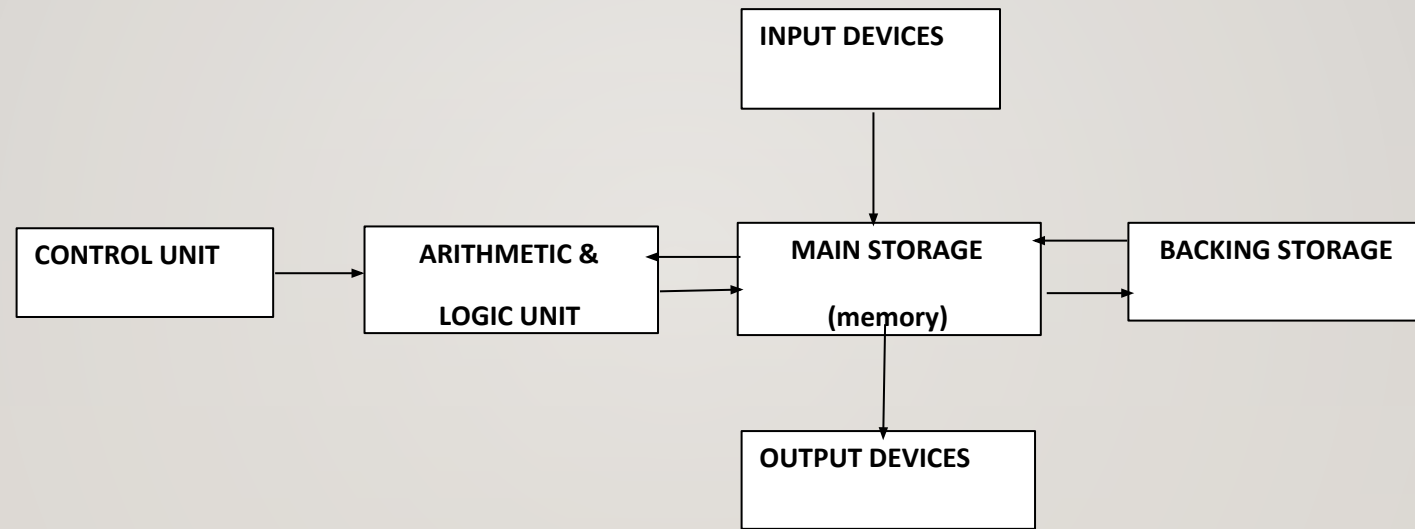 INPUT DEVICES
CONTROL UNIT
ARITHMETIC &
LOGIC UNIT
MAIN STORAGE
(memory)
BACKING STORAGE
OUTPUT DEVICES